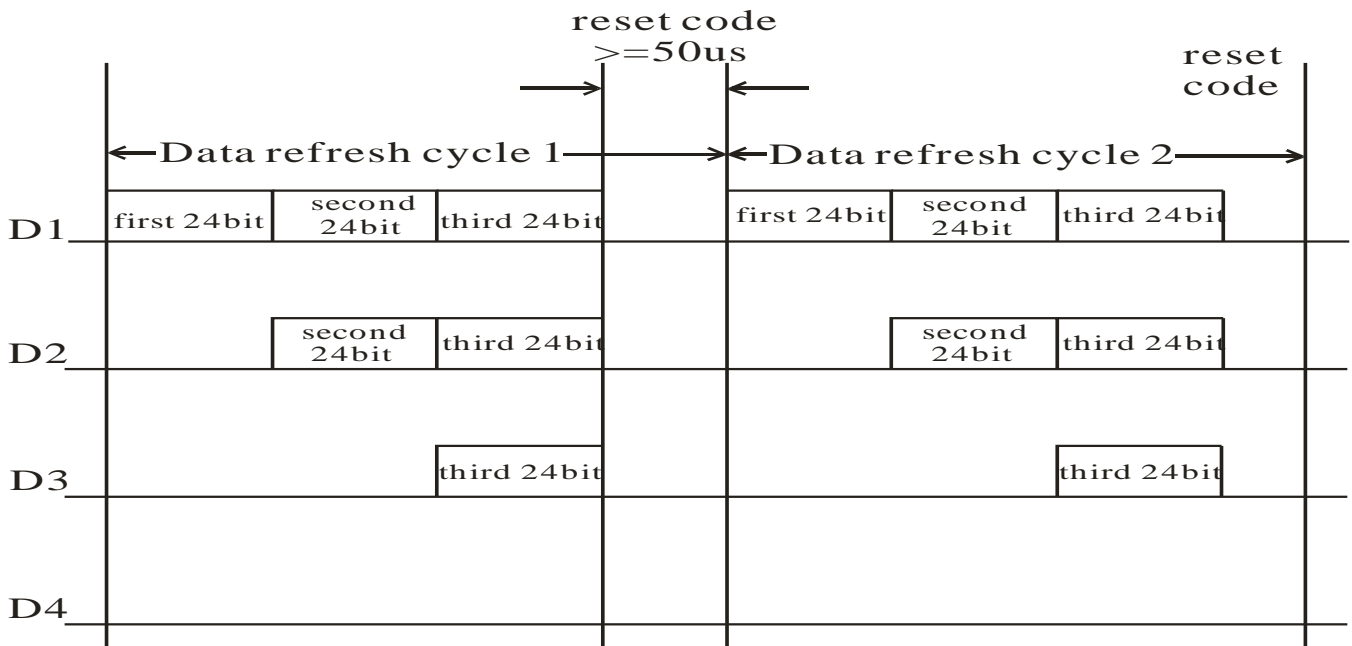 reset code
>=50us
reset
code
Data refresh cycle 1
Data refresh cycle 2
D1
first 24bit
second
24bit
third 24bit
first 24bit
second
24bit
third 24bit
D2
second
24bit
third 24bit
second
24bit
third 24bit
D3
third 24bit
third 24bit
D4